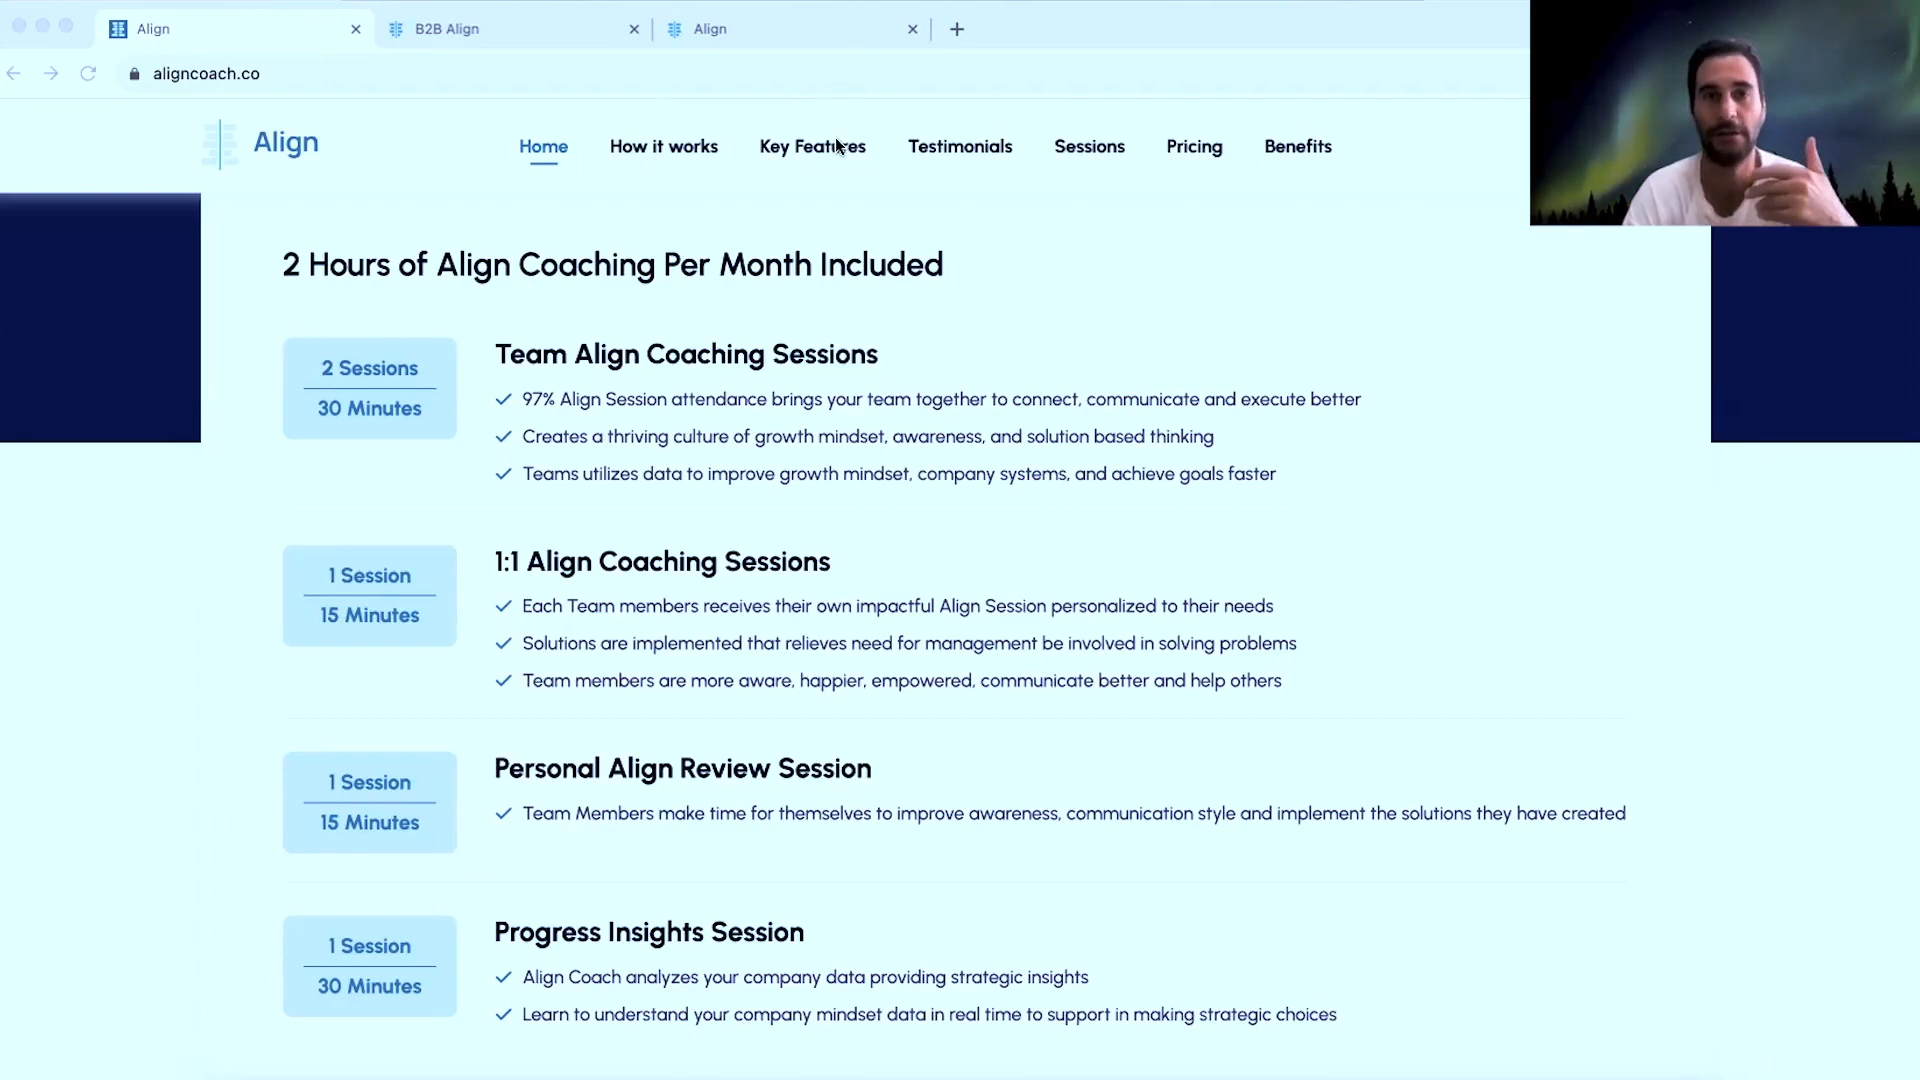 Align
B2B Align
Align
aligncoach.co
Align
Home
How it works
Key Features
Testimonials
Sessions
Pricing
Benefits
2 Hours of Align Coaching Per Month Included
2 Sessions
30 Minutes
Team Align Coaching Sessions
97% Align Session attendance brings your team together to connect, communicate and execute better
Creates a thriving culture of growth mindset, awareness, and solution based thinking
Teams utilizes data to improve growth mindset, company systems, and achieve goals faster
1 Session
15 Minutes
1:1 Align Coaching Sessions
Each Team members receives their own impactful Align Session personalized to their needs
Solutions are implemented that relieves need for management be involved in solving problems
Team members are more aware, happier, empowered, communicate better and help others
1 Session
15 Minutes
Personal Align Review Session
Team Members make time for themselves to improve awareness, communication style and implement the solutions they have created
1 Session
30 Minutes
Progress Insights Session
Align Coach analyzes your company data providing strategic insights
Learn to understand your company mindset data in real time to support in making strategic choices